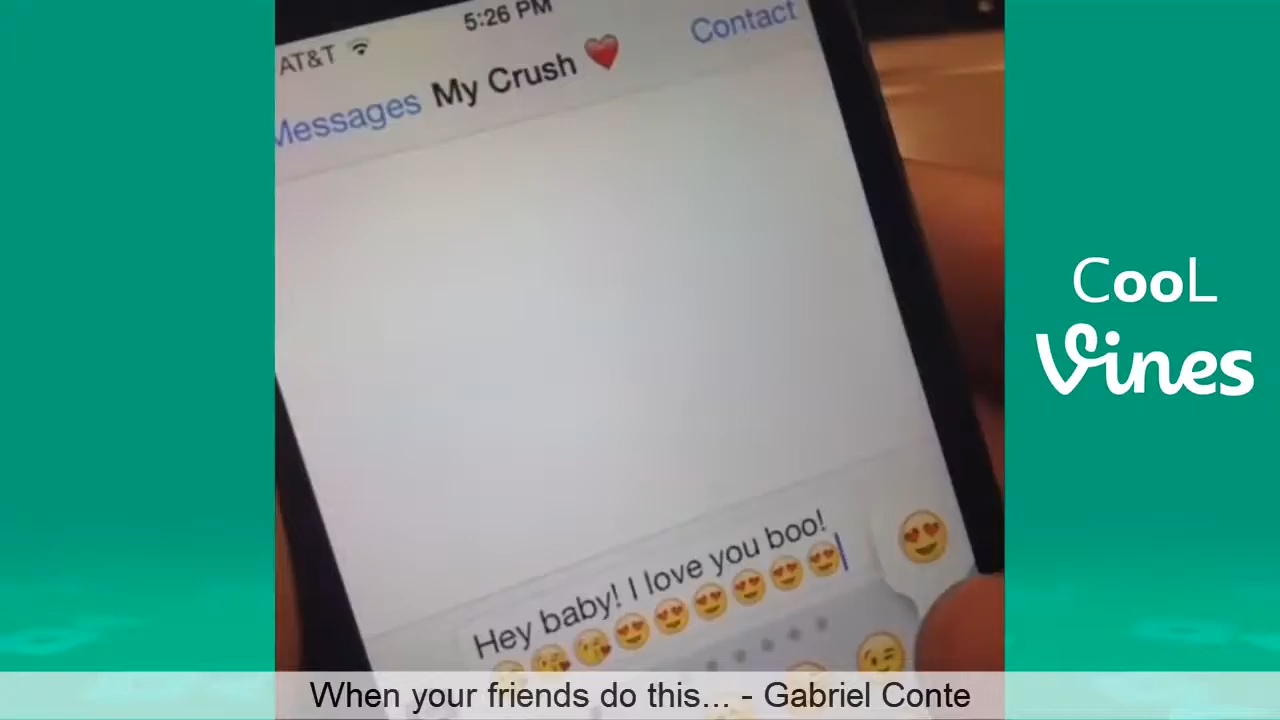 5:26 PM
AT&T
Contact
Messages My Crush ❤️
Hey baby! I love you boo!
😘😘😘😍😍😍😍😍😍
CooL
Vines
When your friends do this... - Gabriel Conte